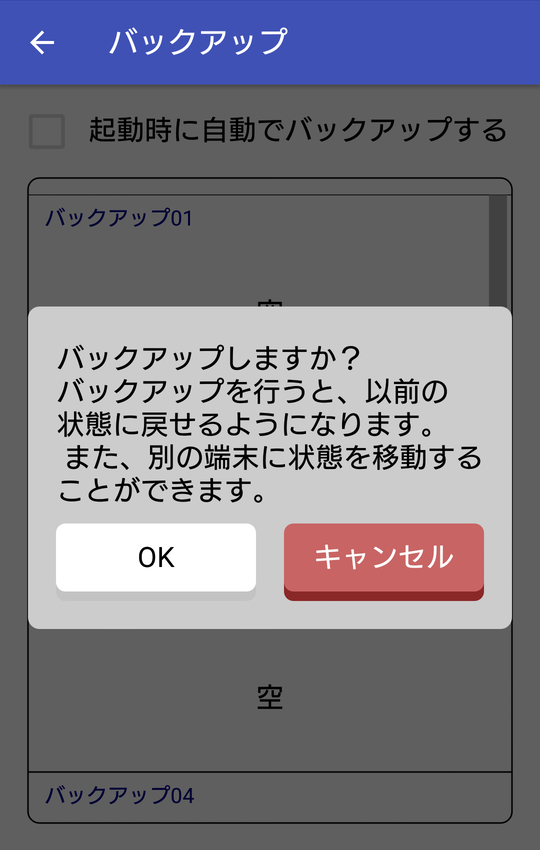 バックアップ
起動時に自動でバックアップする
バックアップ01
バックアップしますか？
バックアップを行うと、以前の
状態に戻せるようになります。
また、別の端末に状態を移動する
ことができます。
OK
キャンセル
空
バックアップ04